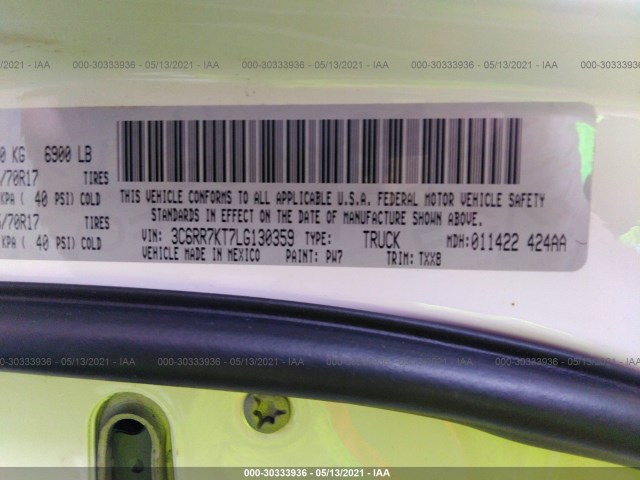 /2021 - IAA 000-30333936 - 05/13/2021 - IAA 000-30333936 - 05/13/2021 - IAA 000-30333936
0 KG 6900 LB
/70R17 TIRES
KPA ( 40 PSI) COLD
/70R17 TIRES
KPA ( 40 PSI) COLD
THIS VEHICLE CONFORMS TO ALL APPLICABLE U.S.A. FEDERAL MOTOR VEHICLE SAFETY
STANDARDS IN EFFECT ON THE DATE OF MANUFACTURE SHOWN ABOVE.
VIN: 3C6RR7KT7LG130359 TYPE: TRUCK MDH: 011422 424AA
VEHICLE MADE IN MEXICO PAINT: PW7 TRIM: TXX8
000-30333936 - 05/13/2021 - IAA 000-30333936 - 05/13/2021 - IAA 000-30333936 - 05/13/2021 - IAA
000-30333936 - 05/13/2021 - IAA